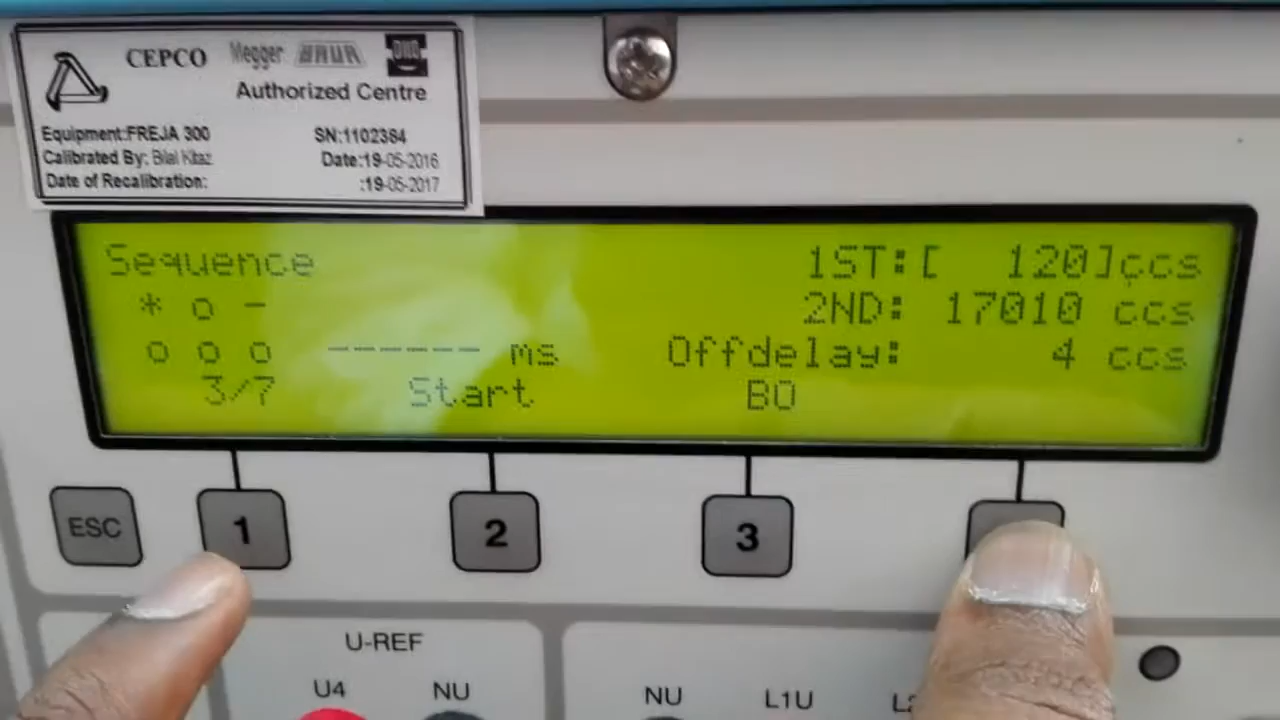 CEPCO Megger BAUR
Authorized Centre
Equipment:FREJA 300 SN:1102384
Calibrated By: Bilal Kitaz Date:19-05-2016
Date of Recalibration: :19-05-2017
Sequence 1ST:[ 120]ccs
* o - 2ND: 17010 ccs
o o o ------ ms Offdelay: 4 ccs
3/7 Start BO
ESC 1 2 3
U-REF
U4 NU NU L1U